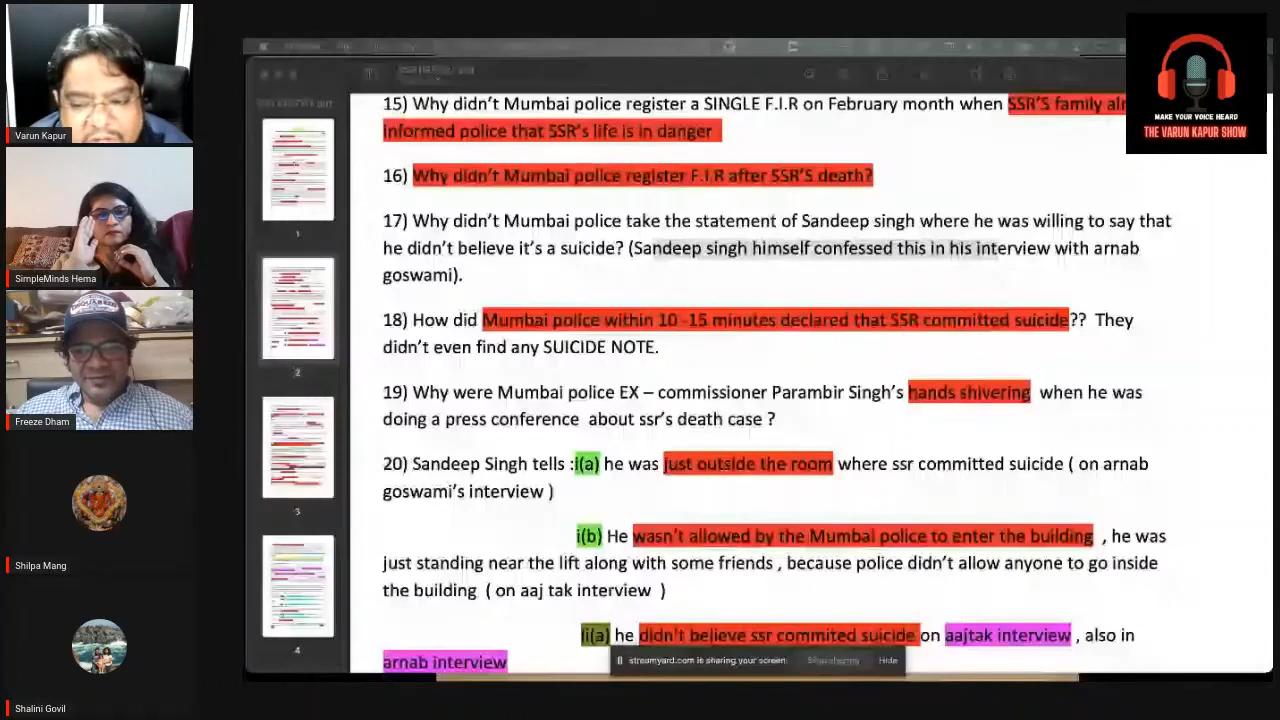 Varun Kapur
SimpleMinds Hema
Freeze Dham
Shilpa Mang
Shalini Govil
MAKE YOUR VOICE HEARD
THE VARUN KAPUR SHOW
15) Why didn't Mumbai police register a SINGLE F.I.R on February month when SSR'S family
informed police that SSR's life is in danger
16) Why didn't Mumbai police register F.I.R after SSR'S death?
17) Why didn't Mumbai police take the statement of Sandeep singh where he was willing to say that
he didn't believe it's a suicide? (Sandeep singh himself confessed this in his interview with arnab
goswami).
18) How did Mumbai police within 10 -15 minutes declared that SSR committed suicide?? They
didn't even find any SUICIDE NOTE.
19) Why were Mumbai police EX – commissioner Parambir Singh's hands shivering when he was
doing a press conference about ssr's death case ?
20) Sandeep Singh tells :i(a) he was just outside the room where ssr committed suicide ( on arnab
goswami's interview )
i(b) He wasn't allowed by the Mumbai police to enter the building , he was
just standing near the lift along with some friends , because police didn't allow anyone to go inside
the building ( on aaj tak interview )
Ii(a) he didn't believe ssr commited suicide on aajtak interview , also in
arnab interview
streamyard.com is sharing your screen. Stop sharing Hide
1
2
3
4